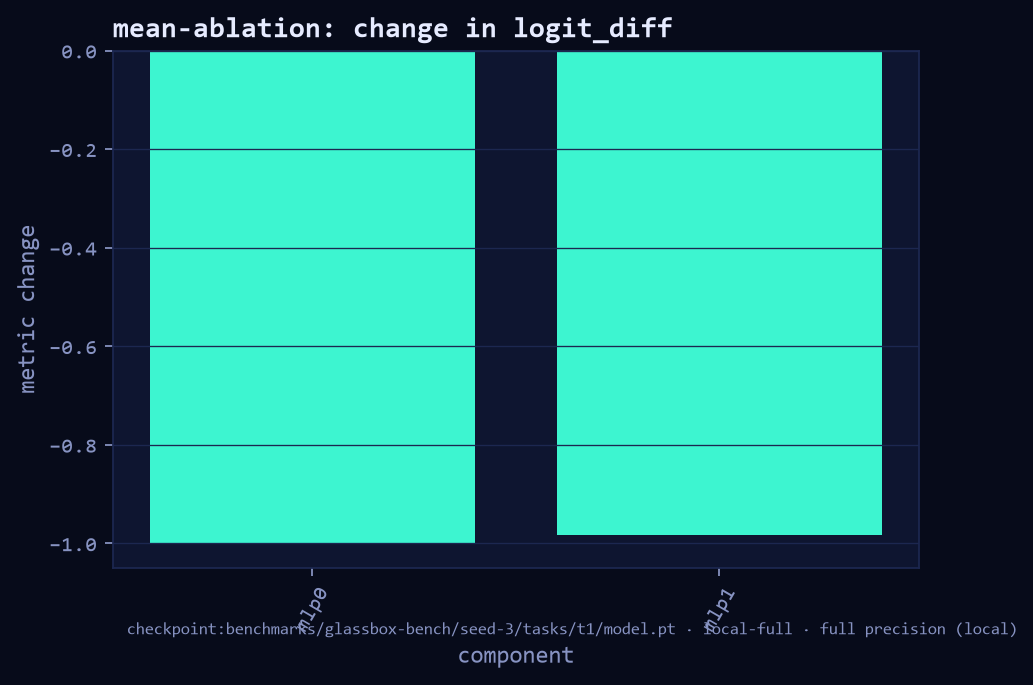 mean-ablation: change in logit_diff
0.0
−0.2
−0.4
−0.6
−0.8
−1.0
metric change
mlp0
mlp1
checkpoint:benchmarks/glassbox-bench/seed-3/tasks/t1/model.pt · local-full · full precision (local)
component